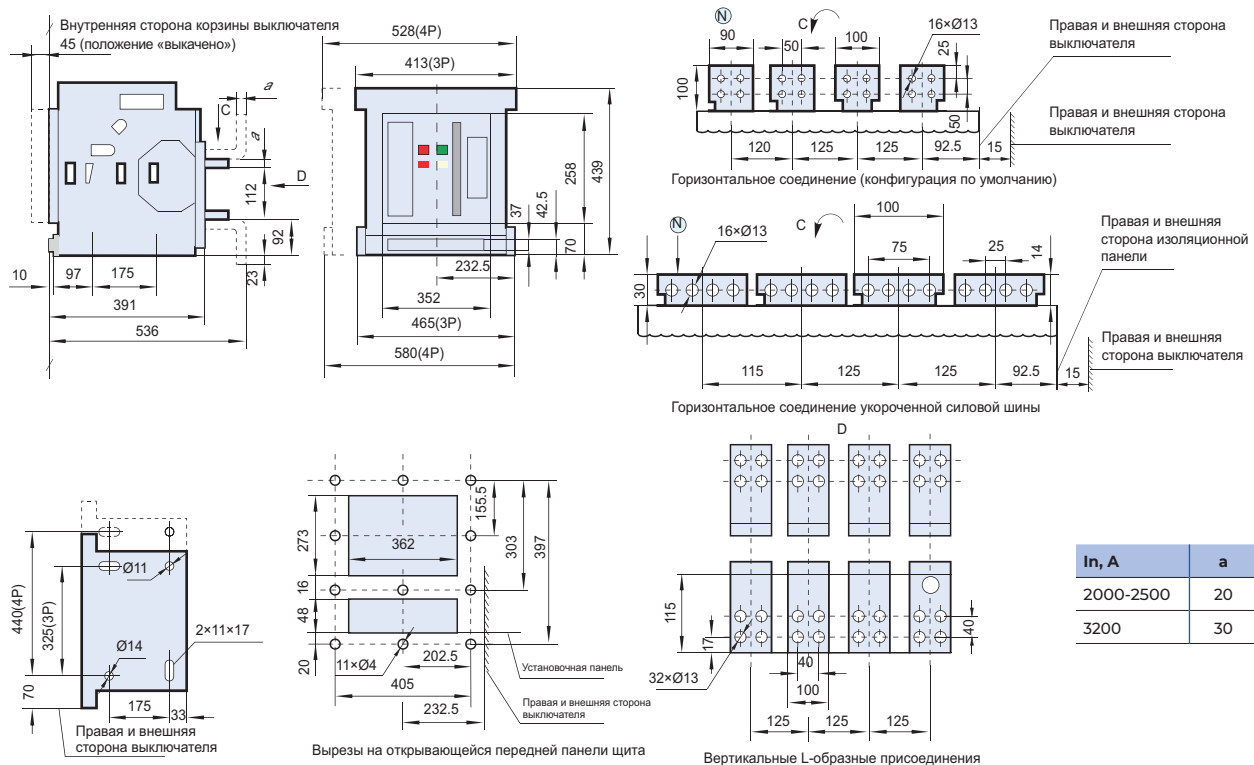 Внутренняя сторона корзины выключателя
45 (положение «выкачено»)
a
C
a
D
112
92
23
10
97
175
391
536
528(4P)
413(3P)
258
439
37
42.5
70
232.5
352
465(3P)
580(4P)
N
90
C
50
100
16×Ø13
25
100
50
120
125
125
92.5
15
Правая и внешняя сторона
выключателя
Правая и внешняя сторона
выключателя
Горизонтальное соединение (конфигурация по умолчанию)
N
16×Ø13
C
100
75
25
14
30
115
125
125
92.5
15
Правая и внешняя
сторона изоляционной
панели
Правая и внешняя
сторона выключателя
Горизонтальное соединение укороченной силовой шины
440(4P)
325(3P)
70
Ø11
Ø14
2×11×17
175
33
Правая и внешняя
сторона выключателя
273
362
16
48
20
155.5
303
397
11×Ø4
202.5
405
232.5
Установочная панель
Правая и внешняя сторона
выключателя
Вырезы на открывающейся передней панели щита
D
115
17
32×Ø13
40
100
40
125
125
125
Вертикальные L-образные присоединения
In, A a
2000-2500 20
3200 30